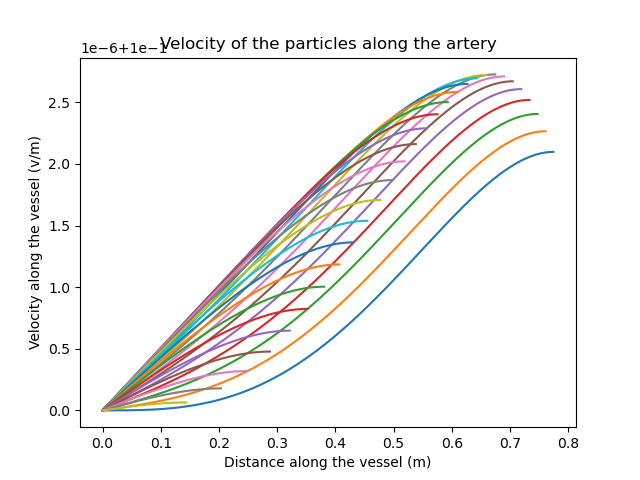 Velocity of the particles along the artery
1e−6+1e−1
2.5
2.0
1.5
1.0
0.5
0.0
Velocity along the vessel (v/m)
0.0 0.1 0.2 0.3 0.4 0.5 0.6 0.7 0.8
Distance along the vessel (m)